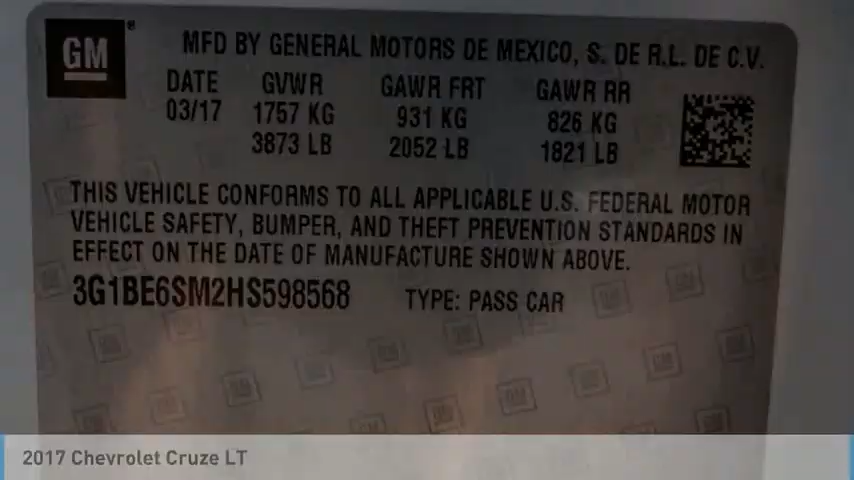 GM®
MFD BY GENERAL MOTORS DE MEXICO, S. DE R.L. DE C.V.
DATE GVWR GAWR FRT GAWR RR
03/17 1757 KG 931 KG 826 KG
3873 LB 2052 LB 1821 LB
THIS VEHICLE CONFORMS TO ALL APPLICABLE U.S. FEDERAL MOTOR
VEHICLE SAFETY, BUMPER, AND THEFT PREVENTION STANDARDS IN
EFFECT ON THE DATE OF MANUFACTURE SHOWN ABOVE.
3G1BE6SM2HS598568 TYPE: PASS CAR
2017 Chevrolet Cruze LT